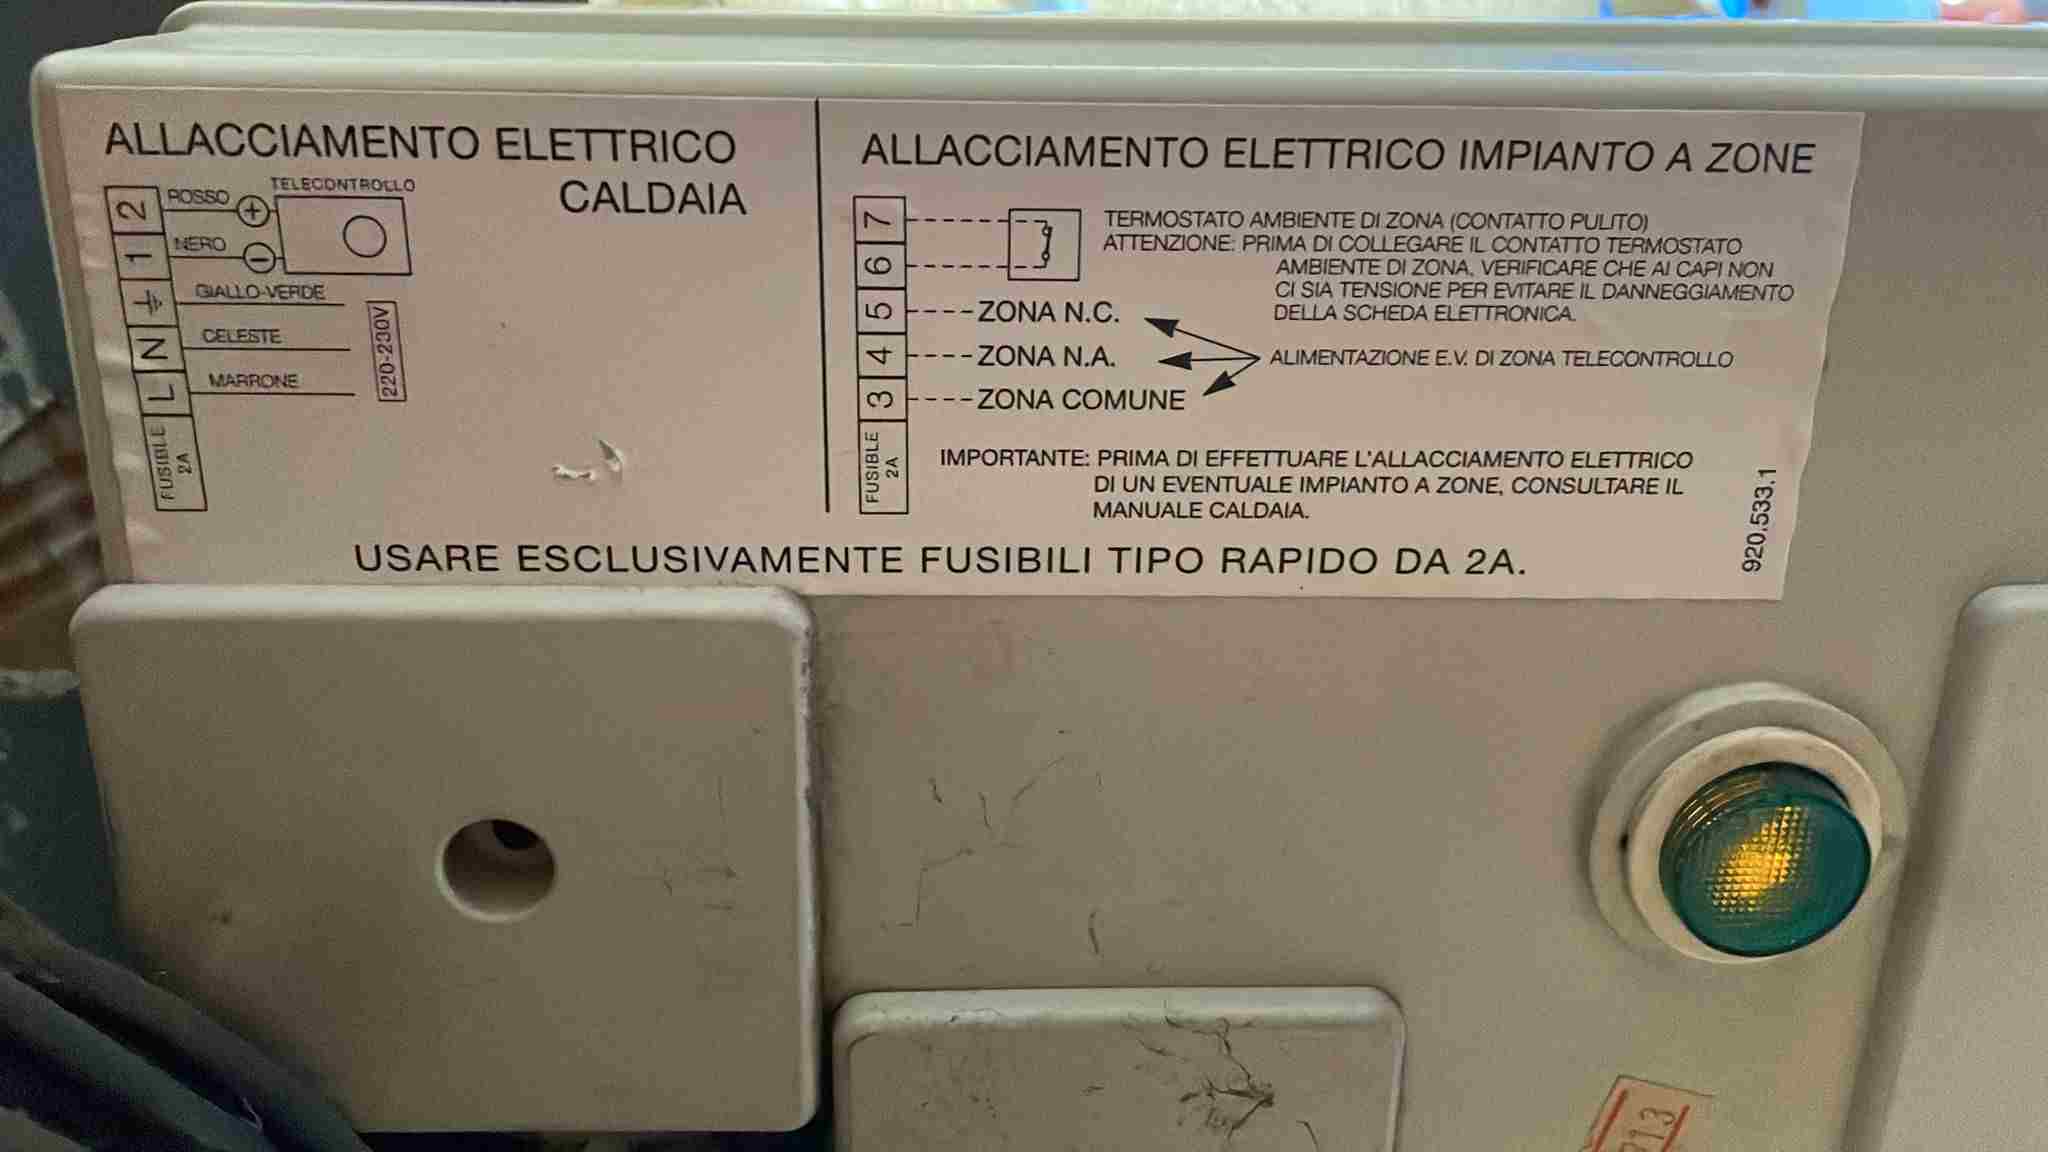 ALLACCIAMENTO ELETTRICO
CALDAIA
TELECONTROLLO
2 ROSSO +
1 NERO −
GIALLO-VERDE
N CELESTE
L MARRONE
220-230V
FUSIBLE
2A
ALLACCIAMENTO ELETTRICO IMPIANTO A ZONE
7
6
TERMOSTATO AMBIENTE DI ZONA (CONTATTO PULITO)
ATTENZIONE: PRIMA DI COLLEGARE IL CONTATTO TERMOSTATO
AMBIENTE DI ZONA, VERIFICARE CHE AI CAPI NON
CI SIA TENSIONE PER EVITARE IL DANNEGGIAMENTO
DELLA SCHEDA ELETTRONICA.
5 ZONA N.C.
4 ZONA N.A.
3 ZONA COMUNE
ALIMENTAZIONE E.V. DI ZONA TELECONTROLLO
FUSIBLE
2A
IMPORTANTE: PRIMA DI EFFETTUARE L'ALLACCIAMENTO ELETTRICO
DI UN EVENTUALE IMPIANTO A ZONE, CONSULTARE IL
MANUALE CALDAIA.
920.533.1
USARE ESCLUSIVAMENTE FUSIBILI TIPO RAPIDO DA 2A.